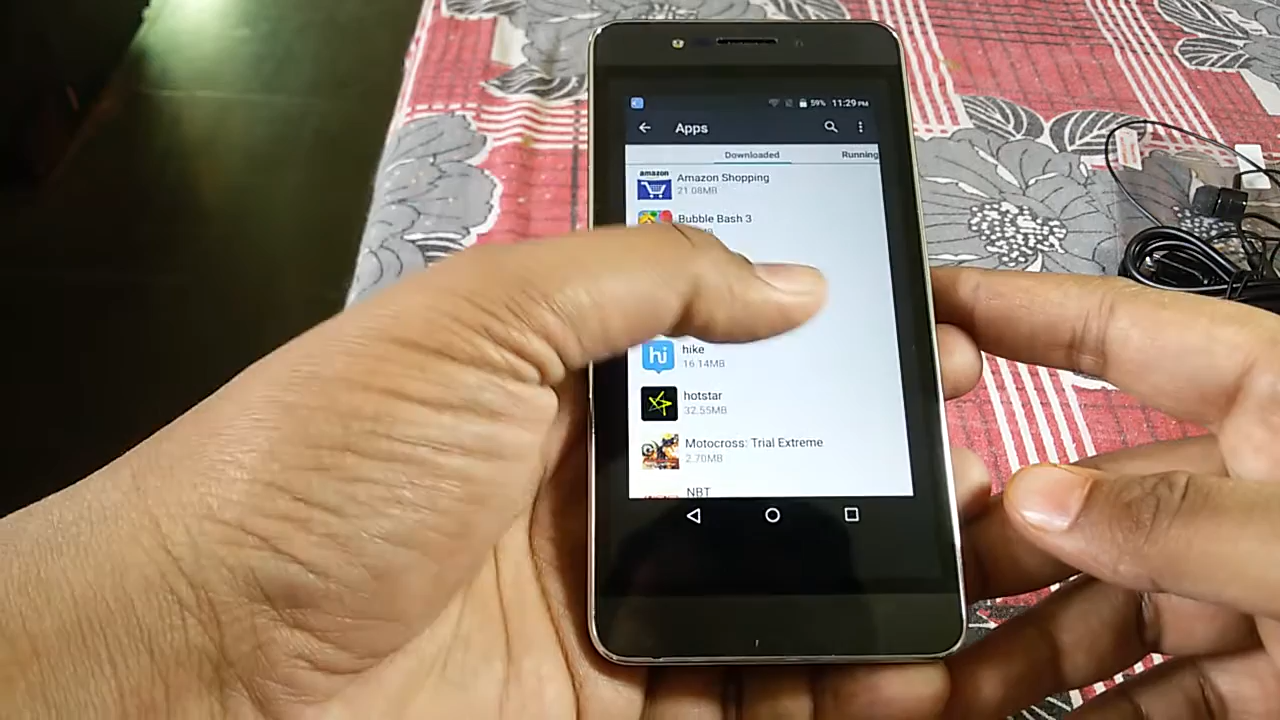 59% 11:29 PM
Apps
Downloaded Running
amazon
Amazon Shopping
21.08MB
Bubble Bash 3
hi
hike
16.14MB
hotstar
32.55MB
Motocross: Trial Extreme
2.70MB
NBT